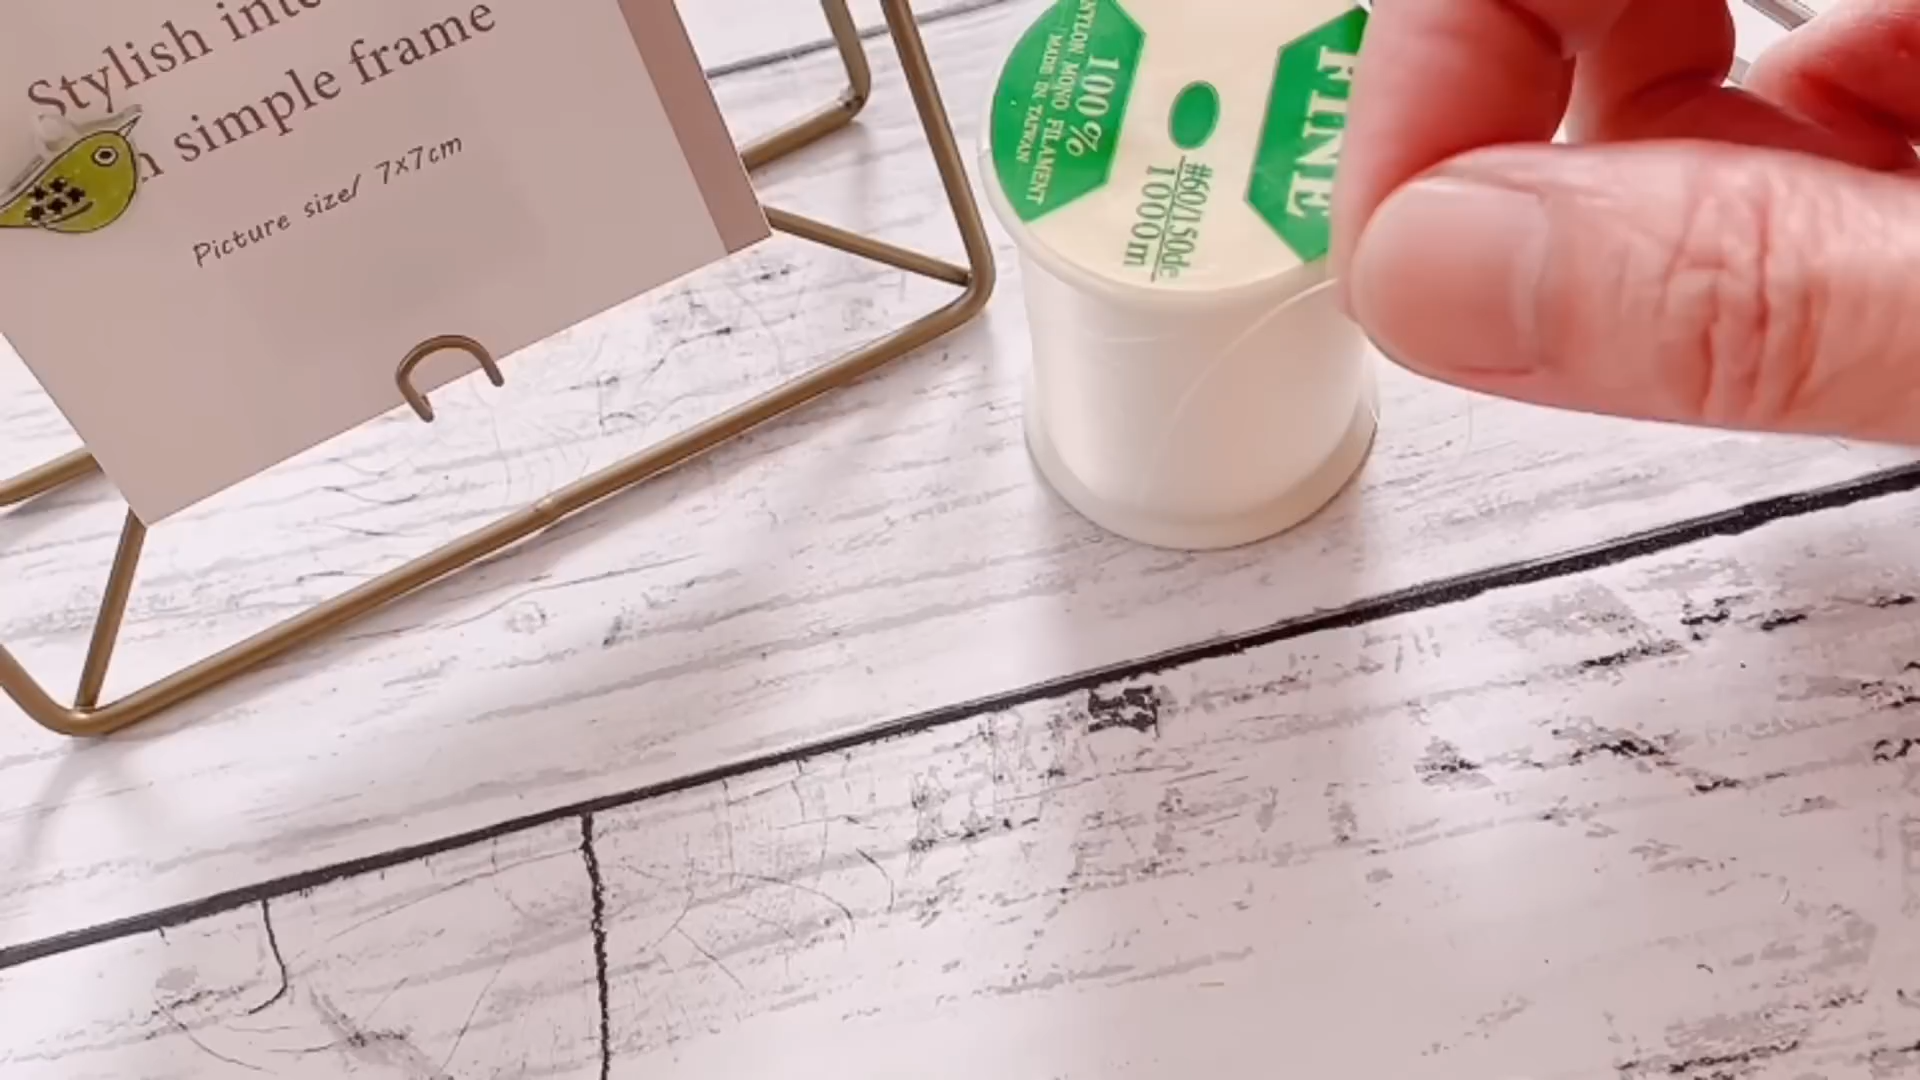 Stylish
simple frame
Picture size/ 7x7cm
100%
NYLON MONO FILAMENT
MADE IN TAIWAN
#60/150de
1000m
FINE